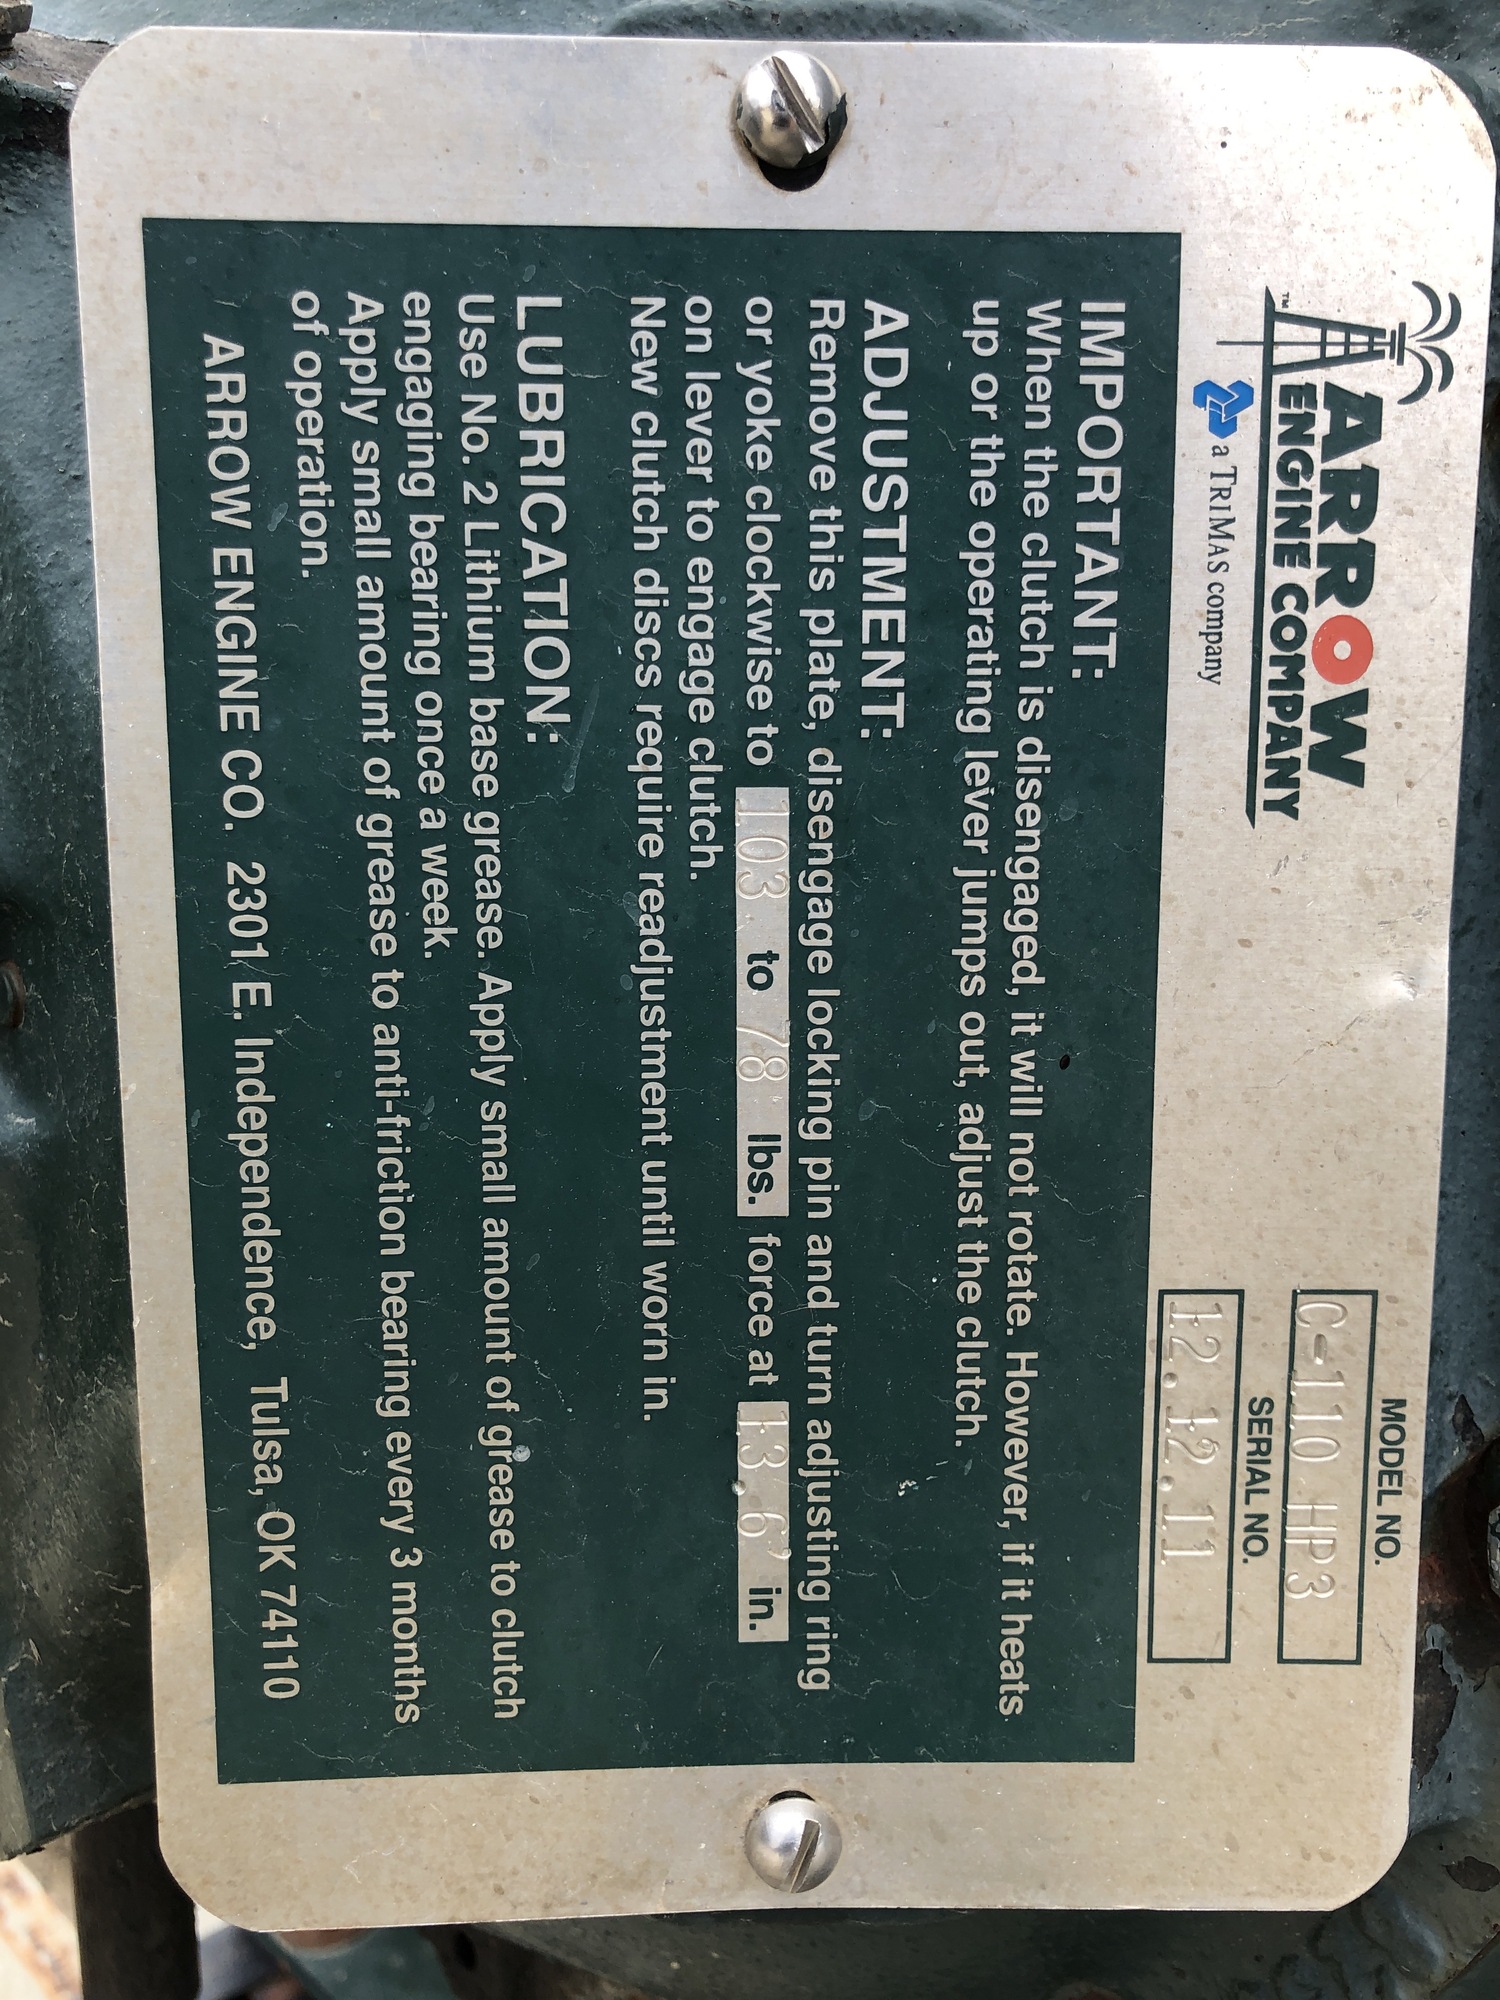 ARROW
ENGINE COMPANY
™
a TRIMAS company
MODEL NO.
C-110 HP3
SERIAL NO.
12.12.11
IMPORTANT:
When the clutch is disengaged, it will not rotate. However, if it heats
up or the operating lever jumps out, adjust the clutch.
ADJUSTMENT:
Remove this plate, disengage locking pin and turn adjusting ring
or yoke clockwise to 103 to 78 lbs. force at 13.6 in.
on lever to engage clutch.
New clutch discs require readjustment until worn in.
LUBRICATION:
Use No. 2 Lithium base grease. Apply small amount of grease to clutch
engaging bearing once a week.
Apply small amount of grease to anti-friction bearing every 3 months
of operation.
ARROW ENGINE CO. 2301 E. Independence, Tulsa, OK 74110